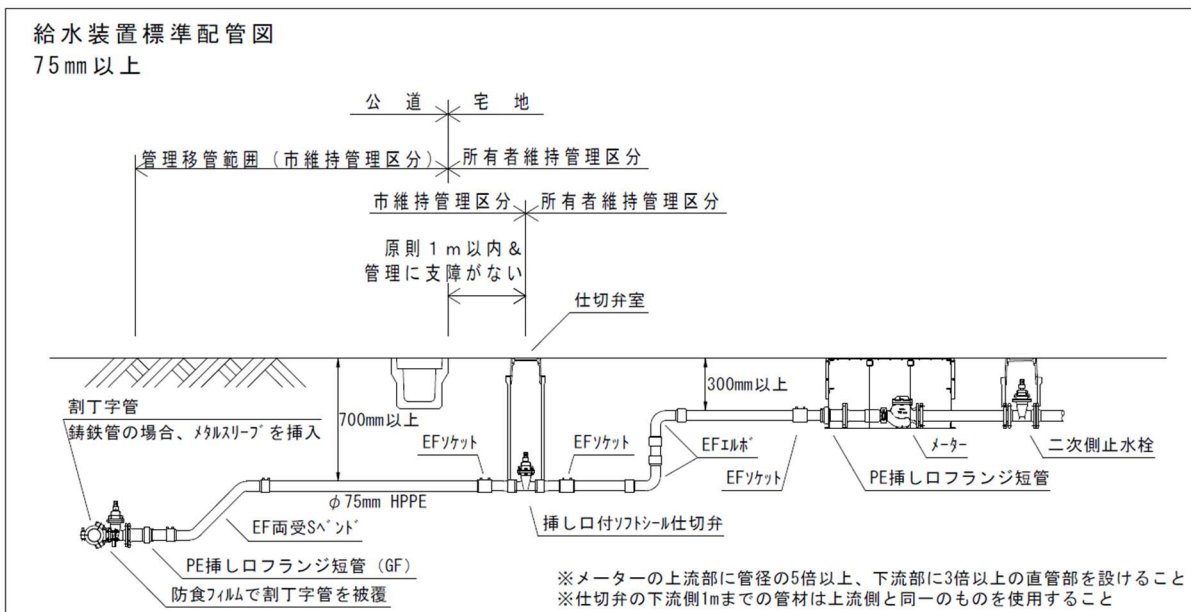 給水装置標準配管図
75mm以上
公 道 宅 地
管理移管範囲（市維持管理区分） 所有者維持管理区分
市維持管理区分 所有者維持管理区分
原則１ｍ以内＆
管理に支障がない
仕切弁室
割丁字管
鋳鉄管の場合、ﾒﾀﾙｽﾘｰﾌﾞを挿入
700mm以上
300mm以上
EFｿｹｯﾄ
EFｿｹｯﾄ
EFｴﾙﾎﾞ
EFｿｹｯﾄ
メーター
二次側止水栓
PE挿し口フランジ短管
φ75mm HPPE
EF両受Sﾍﾞﾝﾄﾞ
挿し口付ｿﾌﾄｼｰﾙ仕切弁
PE挿し口フランジ短管（GF）
防食ﾌｨﾙﾑで割丁字管を被覆
※メーターの上流部に管径の5倍以上、下流部に3倍以上の直管部を設けること
※仕切弁の下流側1mまでの管材は上流側と同一のものを使用すること